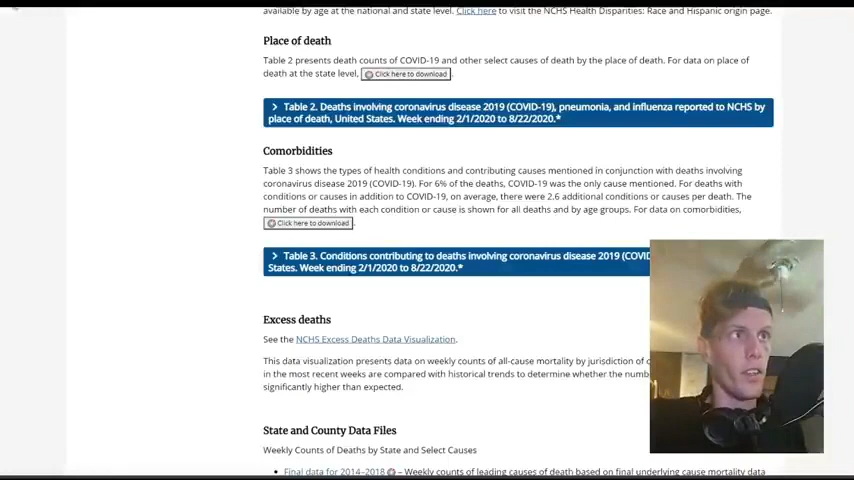 available by age at the national and state level. Click here to visit the NCHS Health Disparities: Race and Hispanic origin page.
Place of death
Table 2 presents death counts of COVID-19 and other select causes of death by the place of death. For data on place of
death at the state level, Click here to download.
Table 2. Deaths involving coronavirus disease 2019 (COVID-19), pneumonia, and influenza reported to NCHS by
place of death, United States. Week ending 2/1/2020 to 8/22/2020.*
Comorbidities
Table 3 shows the types of health conditions and contributing causes mentioned in conjunction with deaths involving
coronavirus disease 2019 (COVID-19). For 6% of the deaths, COVID-19 was the only cause mentioned. For deaths with
conditions or causes in addition to COVID-19, on average, there were 2.6 additional conditions or causes per death. The
number of deaths with each condition or cause is shown for all deaths and by age groups. For data on comorbidities,
Click here to download.
Table 3. Conditions contributing to deaths involving coronavirus disease 2019 (COVID
States. Week ending 2/1/2020 to 8/22/2020.*
Excess deaths
See the NCHS Excess Deaths Data Visualization.
This data visualization presents data on weekly counts of all-cause mortality by jurisdiction of
in the most recent weeks are compared with historical trends to determine whether the
significantly higher than expected.
State and County Data Files
Weekly Counts of Deaths by State and Select Causes
Final data for 2014–2018 – Weekly counts of leading causes of death based on final underlying cause mortality data